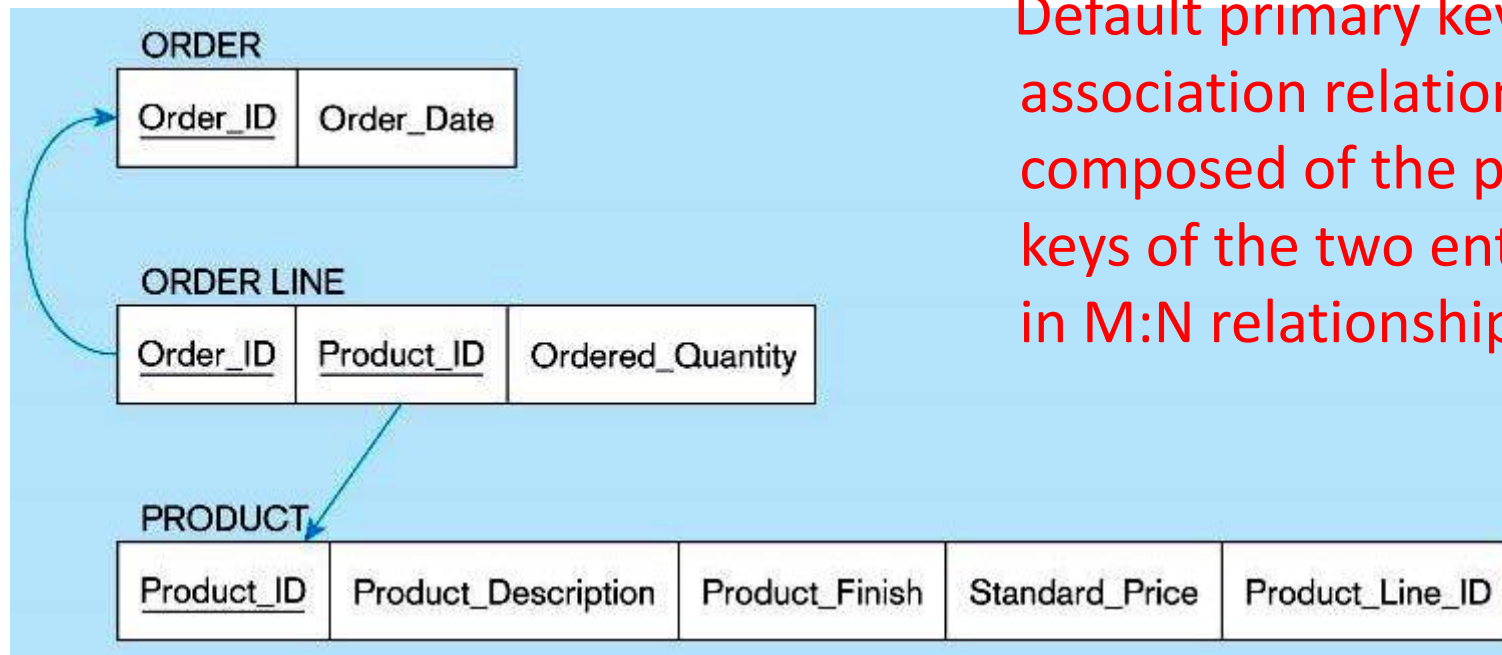 ORDER
Order_ID Order_Date
ORDER LINE
Order_ID Product_ID Ordered_Quantity
PRODUCT
Product_ID Product_Description Product_Finish Standard_Price Product_Line_ID
Default primary
association
composed of the
keys of the two
in M:N relationship